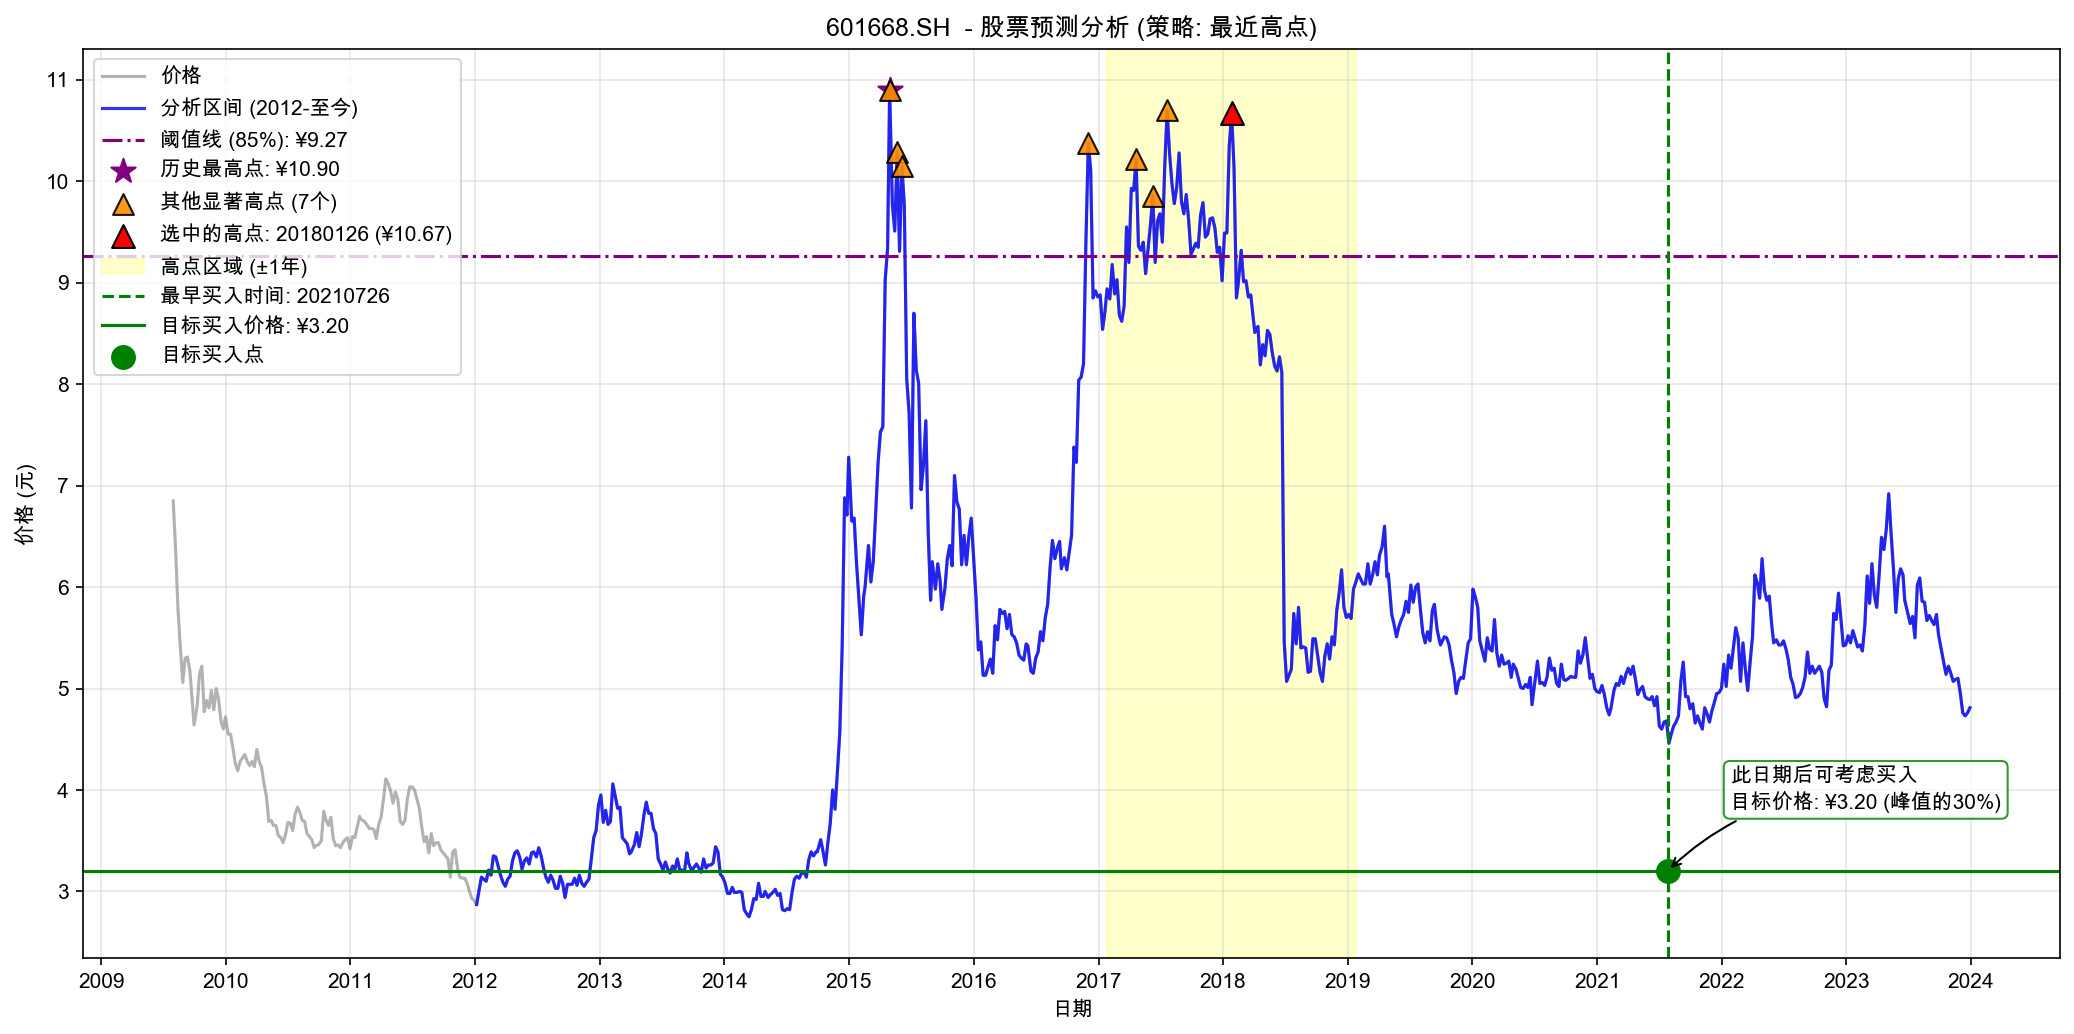 601668.SH  - 股票预测分析 (策略: 最近高点)
价格
分析区间 (2012-至今)
阈值线 (85%): ¥9.27
历史最高点: ¥10.90
其他显著高点 (7个)
选中的高点: 20180126 (¥10.67)
高点区域 (±1年)
最早买入时间: 20210726
目标买入价格: ¥3.20
目标买入点
11
10
9
8
7
6
5
4
3
价格 (元)
此日期后可考虑买入
目标价格: ¥3.20 (峰值的30%)
2009 2010 2011 2012 2013 2014 2015 2016 2017 2018 2019 2020 2021 2022 2023 2024
日期